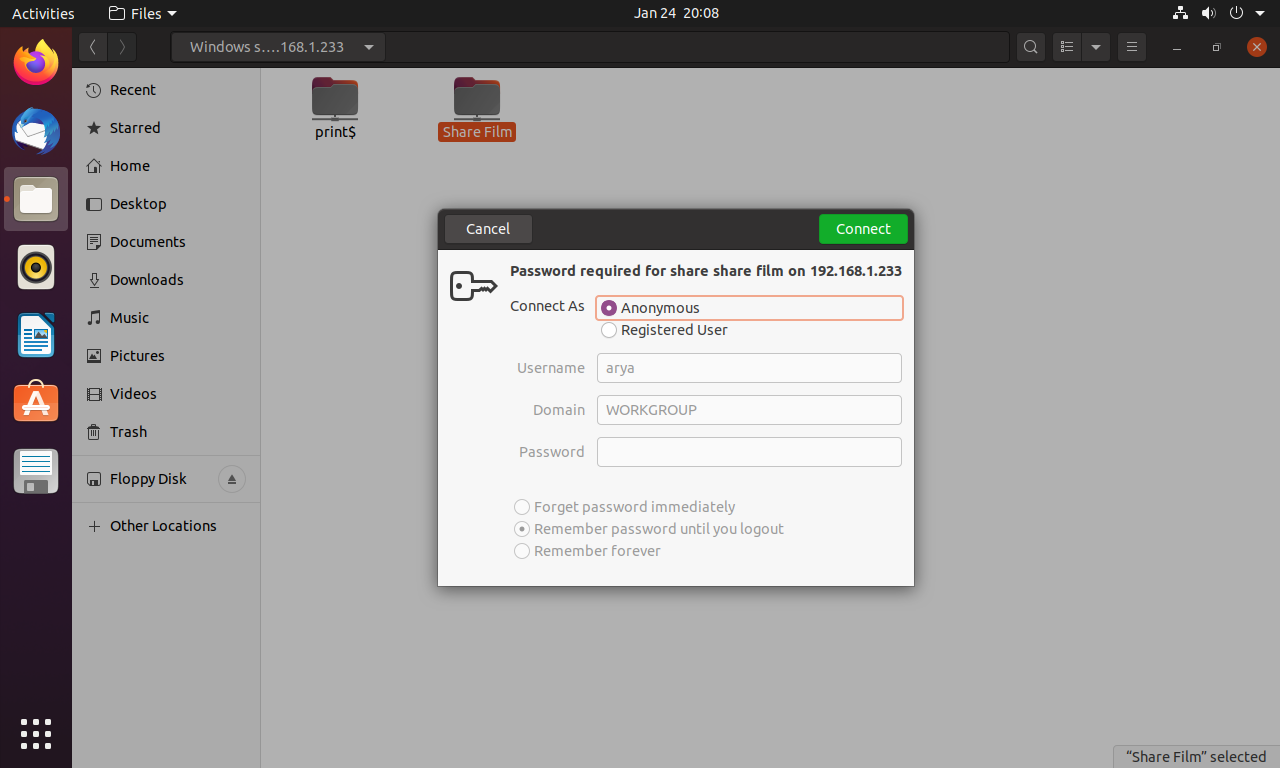 Activities Files Jan 24 20:08
Windows s….168.1.233
Recent
Starred
Home
Desktop
Documents
Downloads
Music
Pictures
Videos
Trash
Floppy Disk
Other Locations
print$ Share Film
Cancel Connect
Password required for share share film on 192.168.1.233
Connect As Anonymous
Registered User
Username arya
Domain WORKGROUP
Password
Forget password immediately
Remember password until you logout
Remember forever
“Share Film” selected